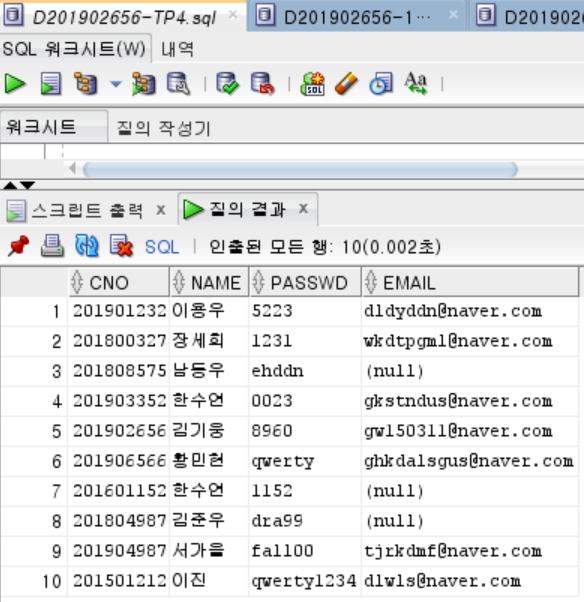 D201902656-TP4.sql D201902656-1… D20190265
SQL 워크시트(W) 내역
워크시트 질의 작성기
스크립트 출력 x 질의 결과 x
SQL 인출된 모든 행: 10(0.002초)
CNO NAME PASSWD EMAIL
1 201901232 이용우 5223 dldyddn@naver.com
2 201800327 장세희 1231 wkdtpgml@naver.com
3 201808575 남동우 ehddn (null)
4 201903352 한수연 0023 gkstndus@naver.com
5 201902656 김기웅 8960 gw150311@naver.com
6 201906566 황민현 qwerty ghkdalsgus@naver.com
7 201601152 한수연 1152 (null)
8 201804987 김준우 dra99 (null)
9 201904987 서가을 fall00 tjrkdmf@naver.com
10 201501212 이진 qwerty1234 dlwls@naver.com